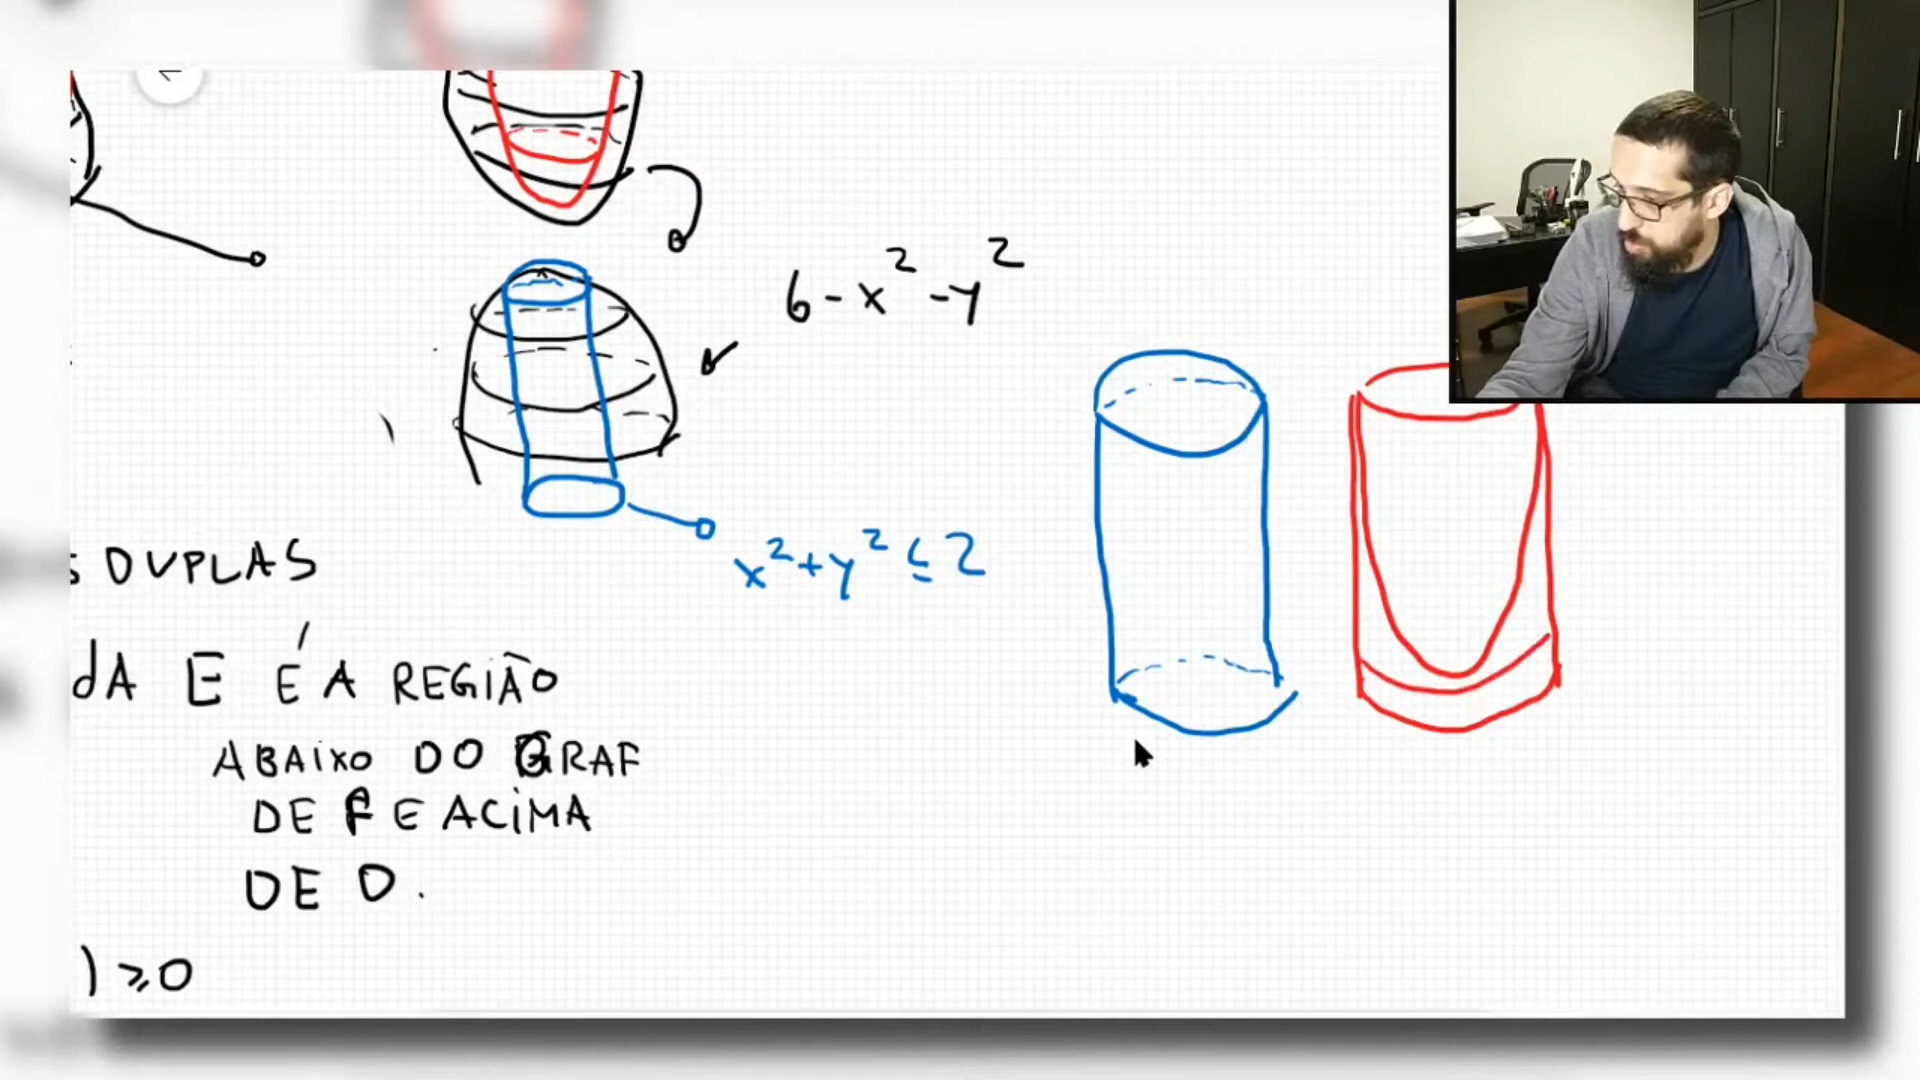 6-x²-y²
x²+y² ≤ 2
S DUPLAS
dA E É A REGIÃO
ABAIXO DO GRAF
DE F E ACIMA
DE D.
) ≥ 0